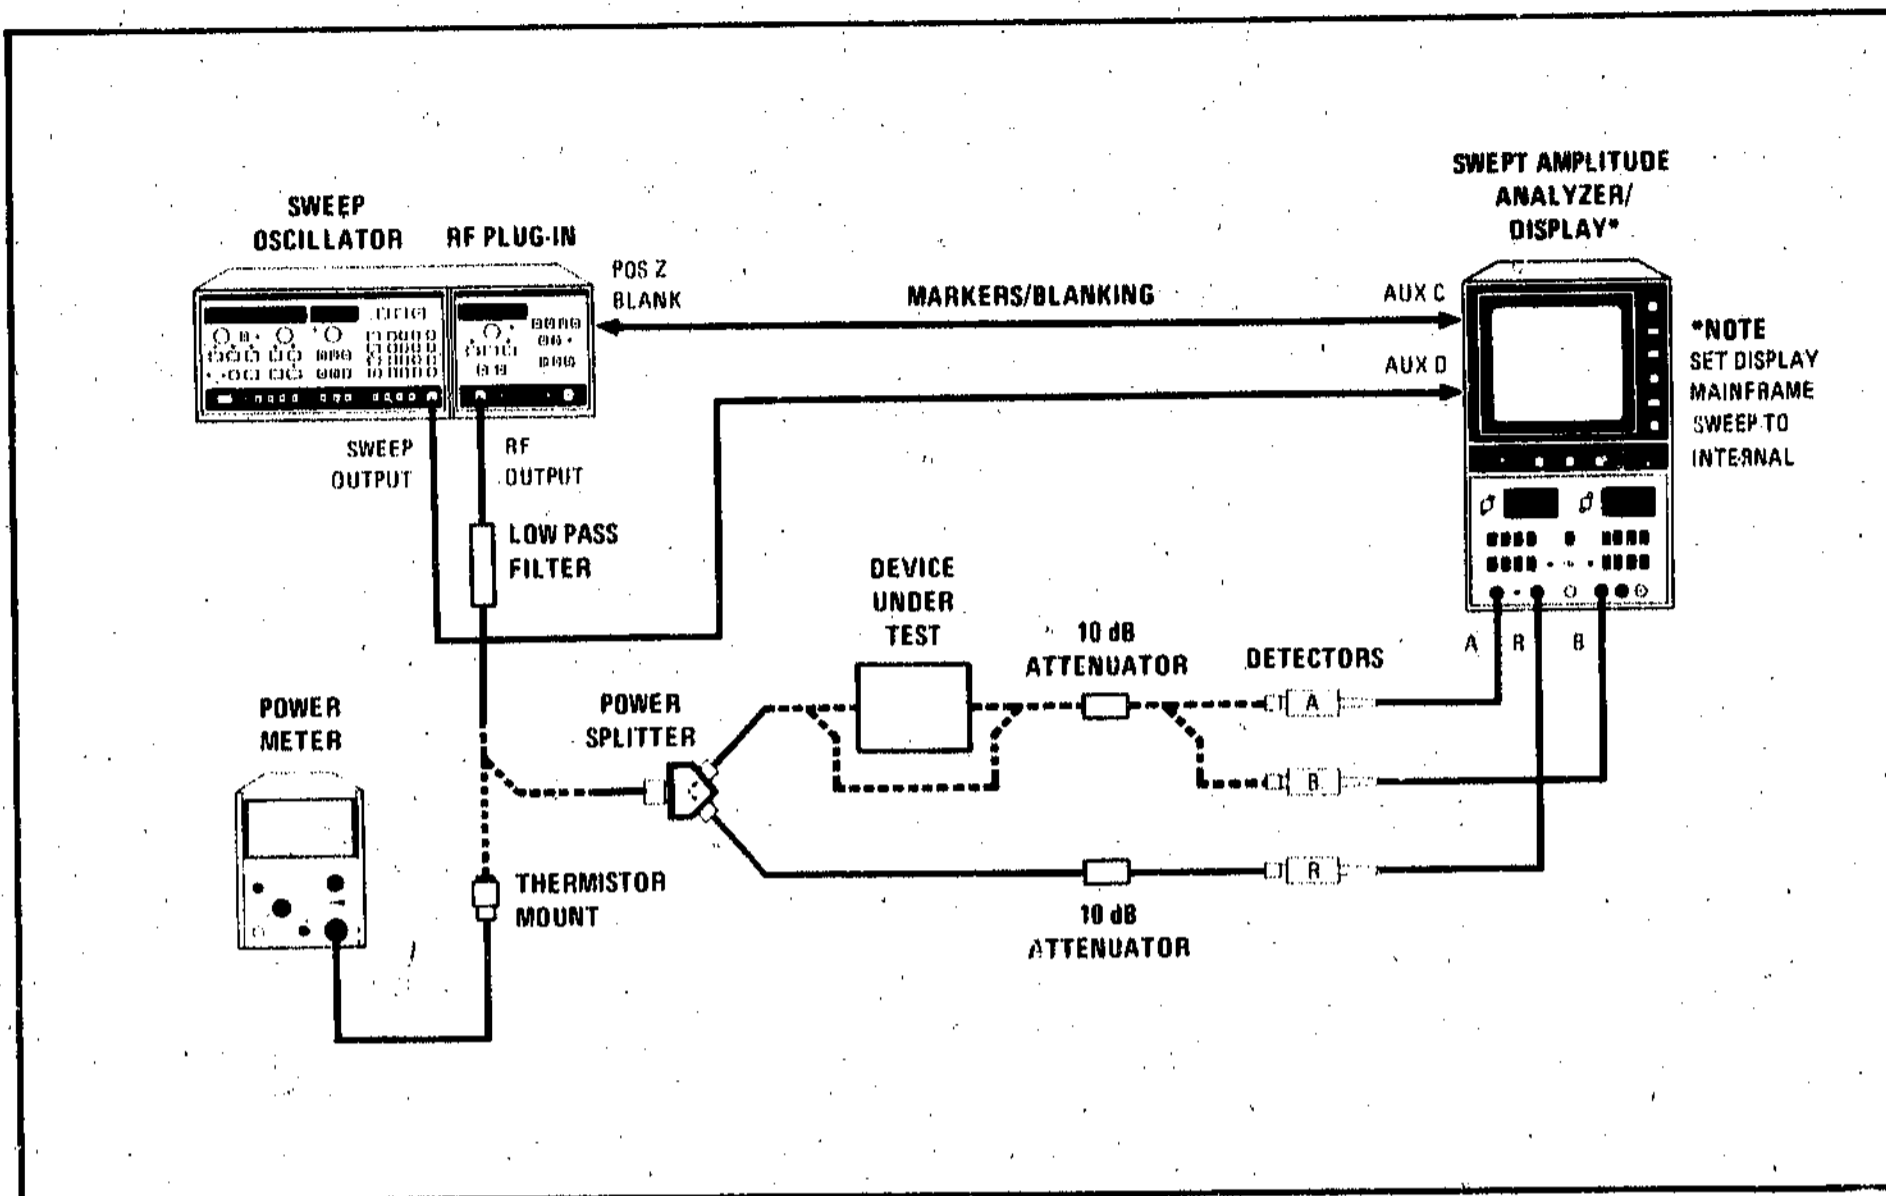 SWEPT AMPLITUDE
ANALYZER/
DISPLAY*
SWEEP
OSCILLATOR
RF PLUG-IN
POS Z
BLANK
MARKERS/BLANKING
AUX C
AUX D
*NOTE
SET DISPLAY
MAINFRAME
SWEEP TO
INTERNAL
SWEEP
OUTPUT
RF
OUTPUT
LOW PASS
FILTER
DEVICE
UNDER
TEST
10 dB
ATTENUATOR
DETECTORS
A
R
B
POWER
METER
POWER
SPLITTER
A
B
R
THERMISTOR
MOUNT
10 dB
ATTENUATOR